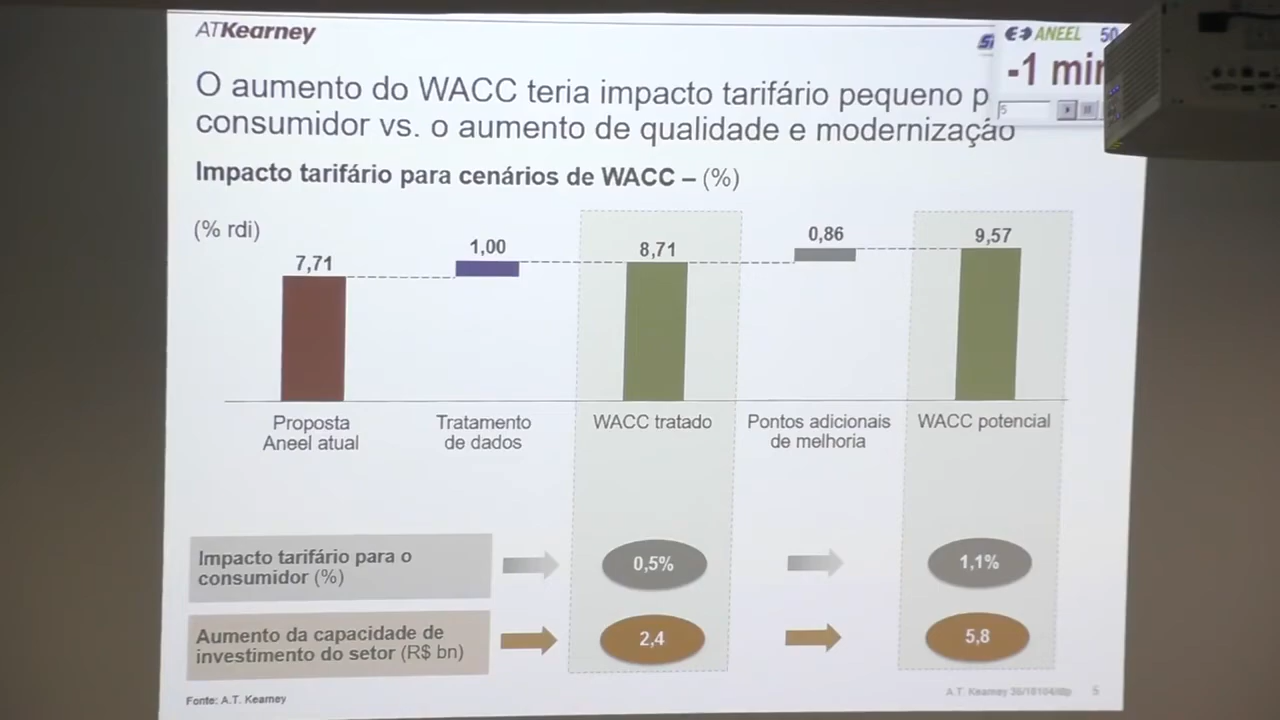 ATKearney
ANEEL
-1 min
5
O aumento do WACC teria impacto tarifário pequeno p
consumidor vs. o aumento de qualidade e modernização
Impacto tarifário para cenários de WACC – (%)
(% rdi)
7,71
1,00
8,71
0,86
9,57
Proposta
Aneel atual
Tratamento
de dados
WACC tratado
Pontos adicionais
de melhoria
WACC potencial
Impacto tarifário para o
consumidor (%)
0,5%
1,1%
Aumento da capacidade de
investimento do setor (R$ bn)
2,4
5,8
Fonte: A.T. Kearney
A.T. Kearney
5